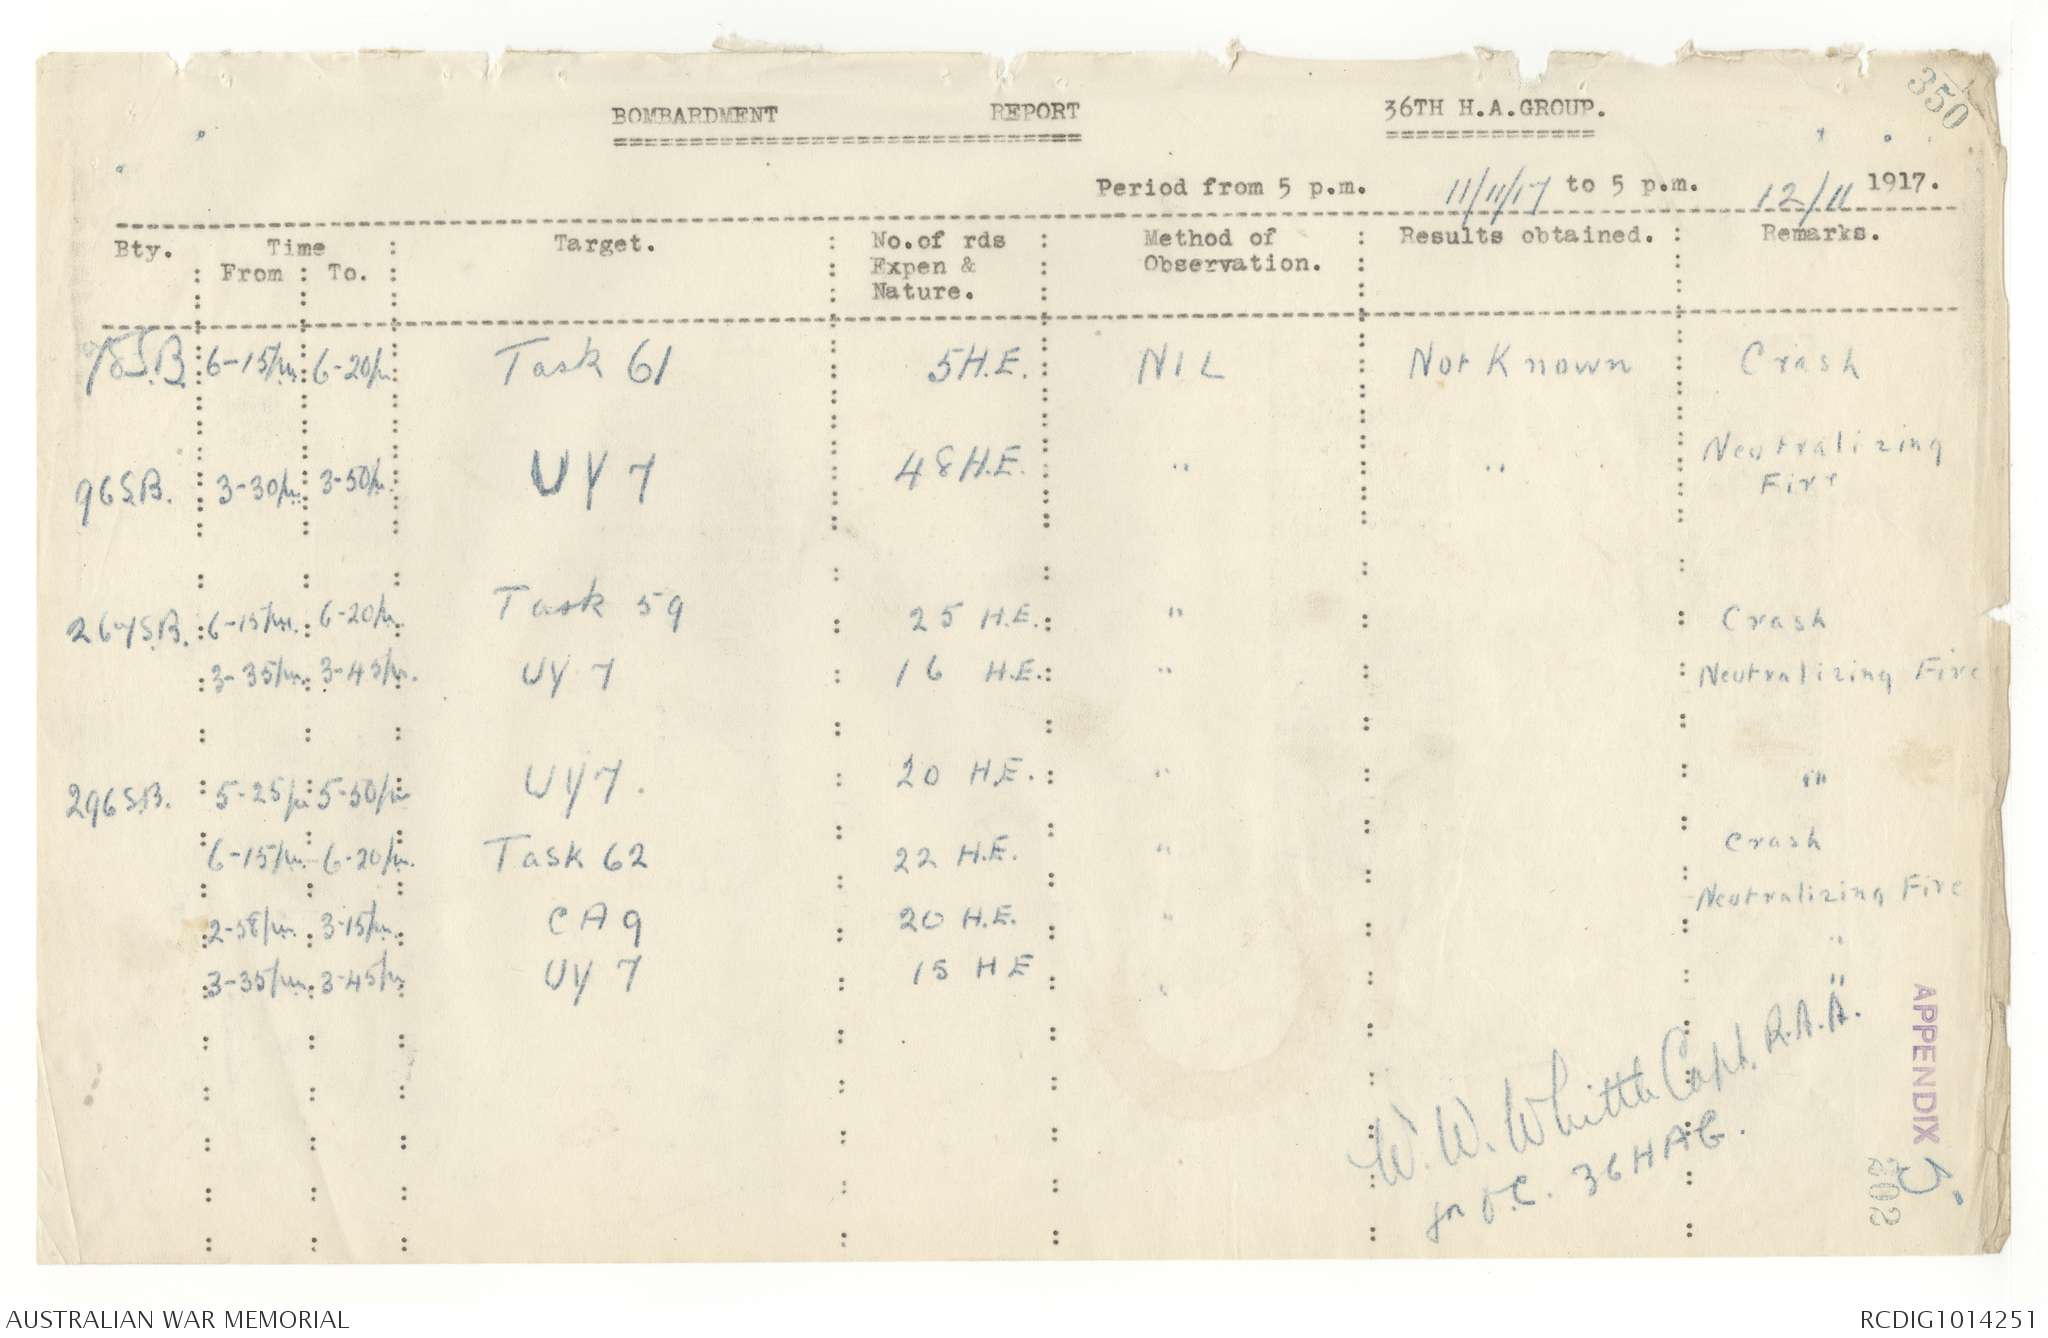 350
BOMBARDMENT REPORT 36TH H.A.GROUP.
Period from 5 p.m. 11/11/17 to 5 p.m. 12/11 1917.
Bty. Time Target. No.of rds Method of Results obtained. Remarks.
From To. Expen & Observation.
Nature.
S.B. 6-15pm 6-20pm Task 61 5 H.E. NIL Not Known Crash
96 S.B. 3-30pm 3-50pm UY 7 48 H.E. " " Neutralizing
Fire
267 S.B. 6-15pm. 6-20pm. Task 59 25 H.E. " Crash
3-35pm. 3-45pm. UY 7 16 H.E. " Neutralizing Fire
296 S.B. 5-25pm 5-50pm UY 7. 20 H.E. " "
6-15pm. 6-20pm. Task 62 22 H.E. " Crash
2-58pm. 3-15pm. CA 9 20 H.E. " Neutralizing Fire
3-35pm. 3-45pm UY 7 15 H E " "
"
W. W. Whittle Capt. R.A.A.
for O.C. 36 HAG.
APPENDIX 5.
202
AUSTRALIAN WAR MEMORIAL RCDIG1014251